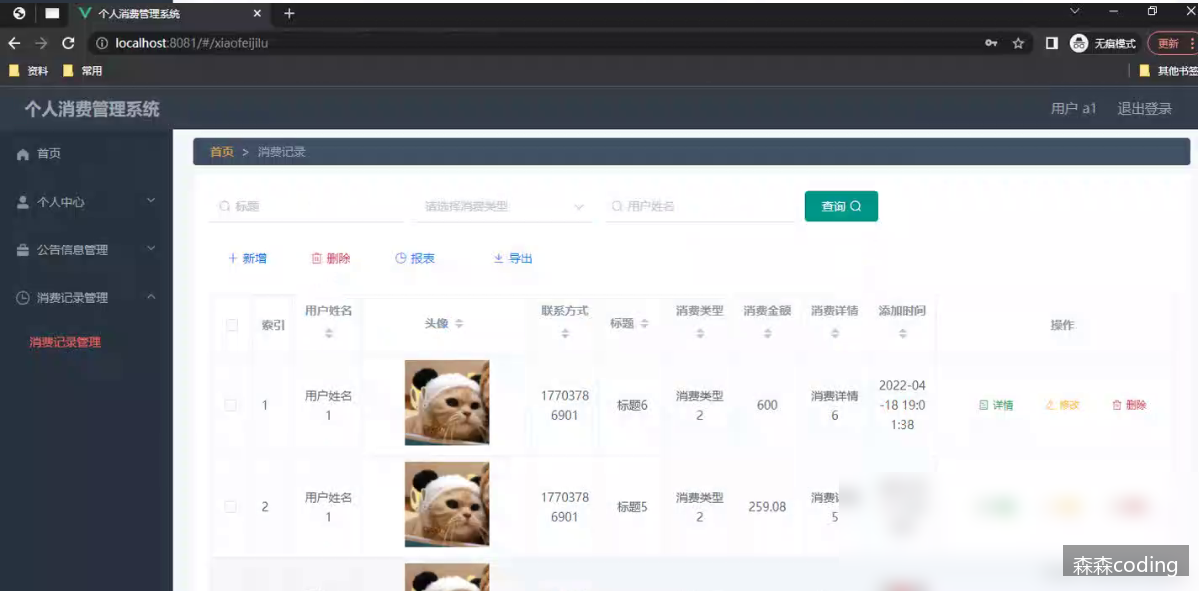 个人消费管理系统
localhost:8081/#/xiaofeijilu
无痕模式
更新
资料
常用
其他书签
个人消费管理系统
用户 a1
退出登录
首页
个人中心
公告信息管理
消费记录管理
消费记录管理
首页 > 消费记录
标题
请选择消费类型
用户姓名
查询
新增
删除
报表
导出
索引
用户姓名
头像
联系方式
标题
消费类型
消费金额
消费详情
添加时间
操作
1
用户姓名
1
1770378
6901
标题6
消费类型
2
600
消费详情
6
2022-04
-18 19:0
1:38
详情
修改
删除
2
用户姓名
1
1770378
6901
标题5
消费类型
2
259.08
消费
5
森森coding